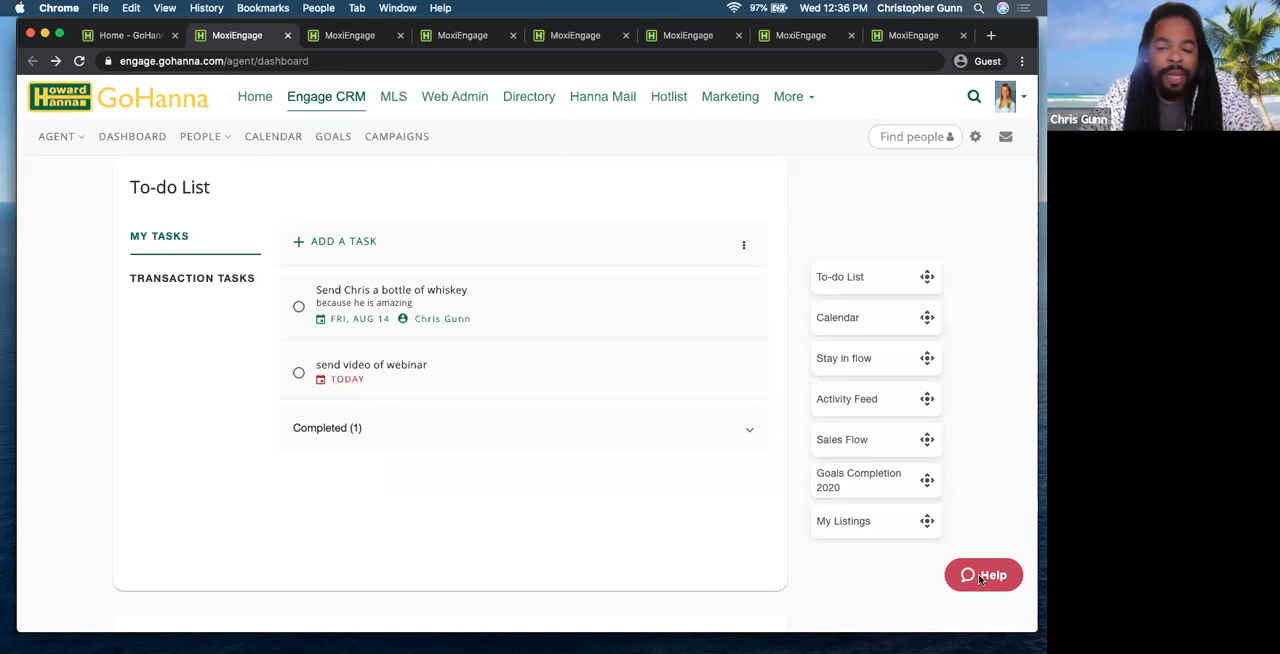 Chrome File Edit View History Bookmarks People Tab Window Help 97% Wed 12:36 PM Christopher Gunn
Home - GoHann MoxiEngage MoxiEngage MoxiEngage MoxiEngage MoxiEngage MoxiEngage MoxiEngage
engage.gohanna.com/agent/dashboard Guest
Howard Hanna GoHanna Home Engage CRM MLS Web Admin Directory Hanna Mail Hotlist Marketing More
Chris Gunn
AGENT DASHBOARD PEOPLE CALENDAR GOALS CAMPAIGNS Find people
To-do List
MY TASKS
TRANSACTION TASKS
+ ADD A TASK
Send Chris a bottle of whiskey
because he is amazing
FRI, AUG 14 Chris Gunn
send video of webinar
TODAY
Completed (1)
To-do List
Calendar
Stay in flow
Activity Feed
Sales Flow
Goals Completion
2020
My Listings
Help